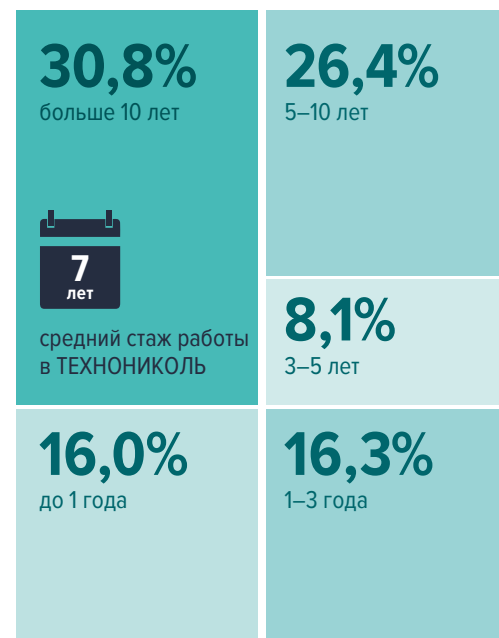 30,8%
больше 10 лет
7
лет
средний стаж работы
в ТЕХНОНИКОЛЬ
26,4%
5–10 лет
8,1%
3–5 лет
16,0%
до 1 года
16,3%
1–3 года